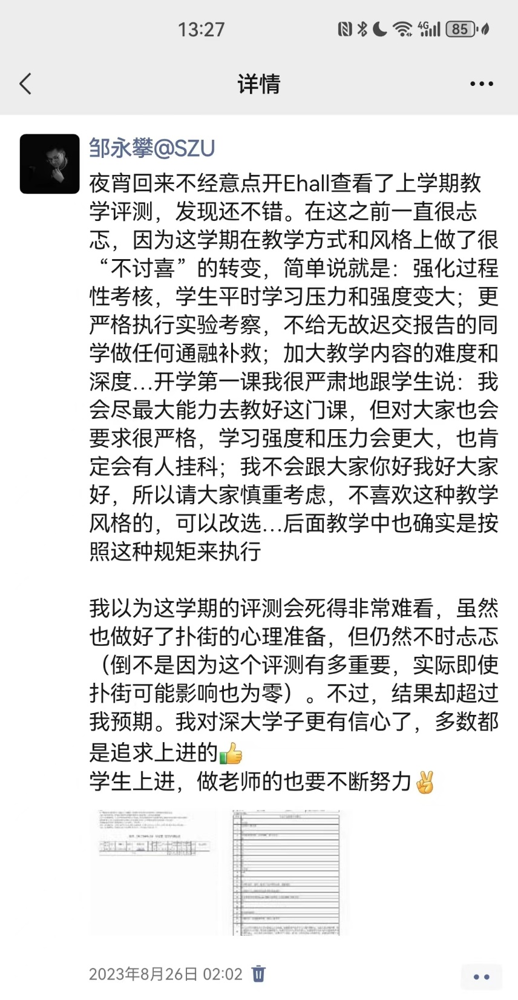 13:27
4G
85
详情
邹永攀@SZU
夜宵回来不经意点开Ehall查看了上学期教
学评测，发现还不错。在这之前一直很忐
忑，因为这学期在教学方式和风格上做了很
“不讨喜”的转变，简单说就是：强化过程
性考核，学生平时学习压力和强度变大；更
严格执行实验考察，不给无故迟交报告的同
学做任何通融补救；加大教学内容的难度和
深度...开学第一课我很严肃地跟学生说：我
会尽最大能力去教好这门课，但对大家也会
要求很严格，学习强度和压力会更大，也肯
定会有人挂科；我不会跟大家你好我好大家
好，所以请大家慎重考虑，不喜欢这种教学
风格的，可以改选...后面教学中也确实是按
照这种规矩来执行
我以为这学期的评测会死得非常难看，虽然
也做好了扑街的心理准备，但仍然不时忐忑
（倒不是因为这个评测有多重要，实际即使
扑街可能影响也为零）。不过，结果却超过
我预期。我对深大学子更有信心了，多数都
是追求上进的👍
学生上进，做老师的也要不断努力✌
2023年8月26日 02:02